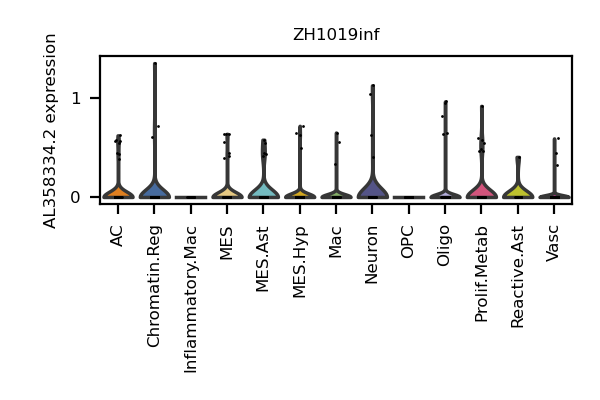 ZH1019inf
AL358334.2 expression
1
0
AC
Chromatin.Reg
Inflammatory.Mac
MES
MES.Ast
MES.Hyp
Mac
Neuron
OPC
Oligo
Prolif.Metab
Reactive.Ast
Vasc